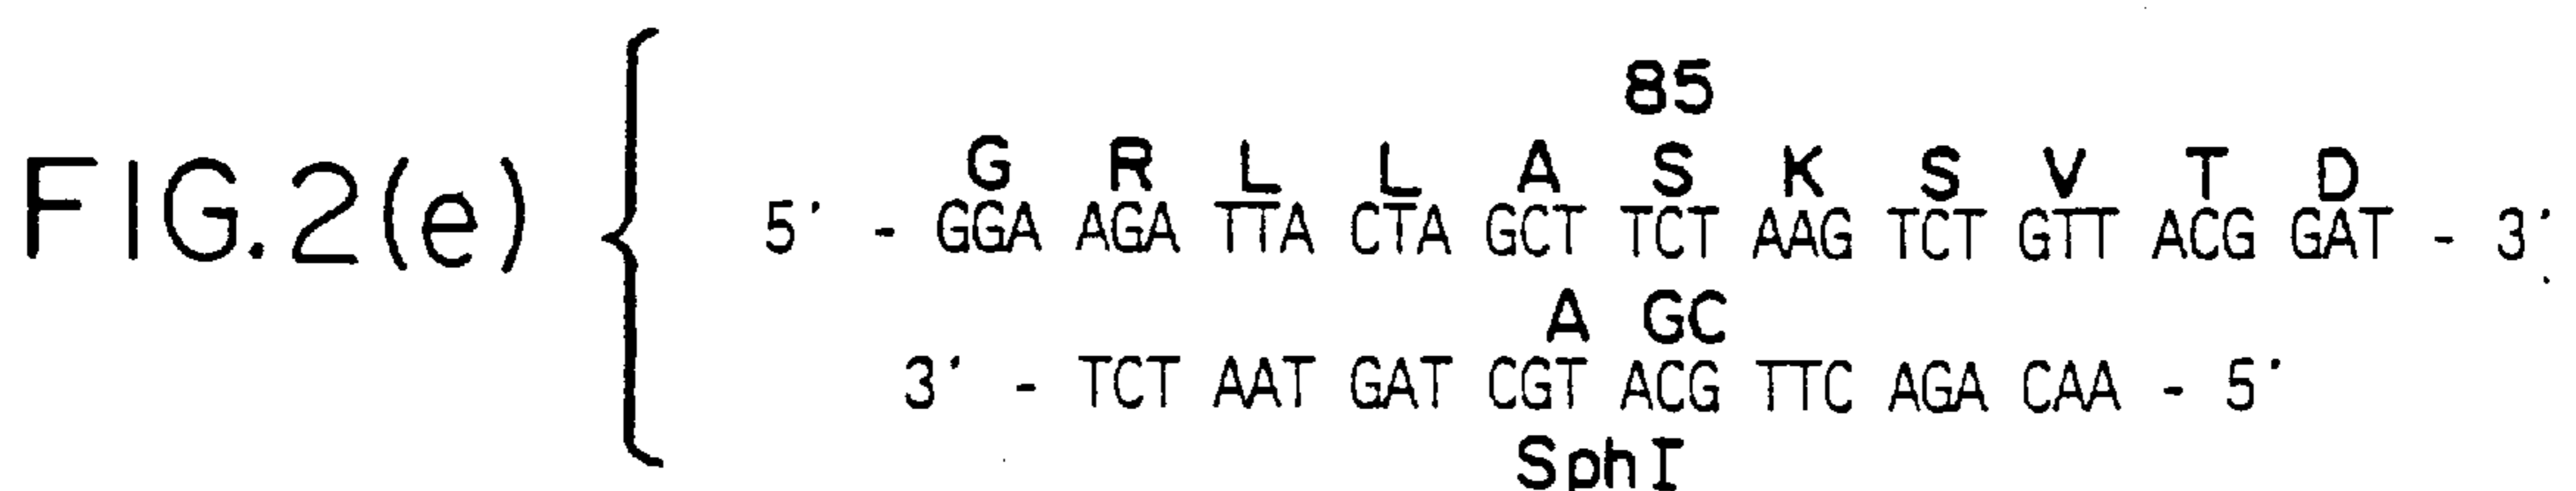 FIG.2(e)
85
G R L L A S K S V T D
5' - GGA AGA TTA CTA GCT TCT AAG TCT GTT ACG GAT - 3'
A GC
3' - TCT AAT GAT CGT ACG TTC AGA CAA - 5'
SphI